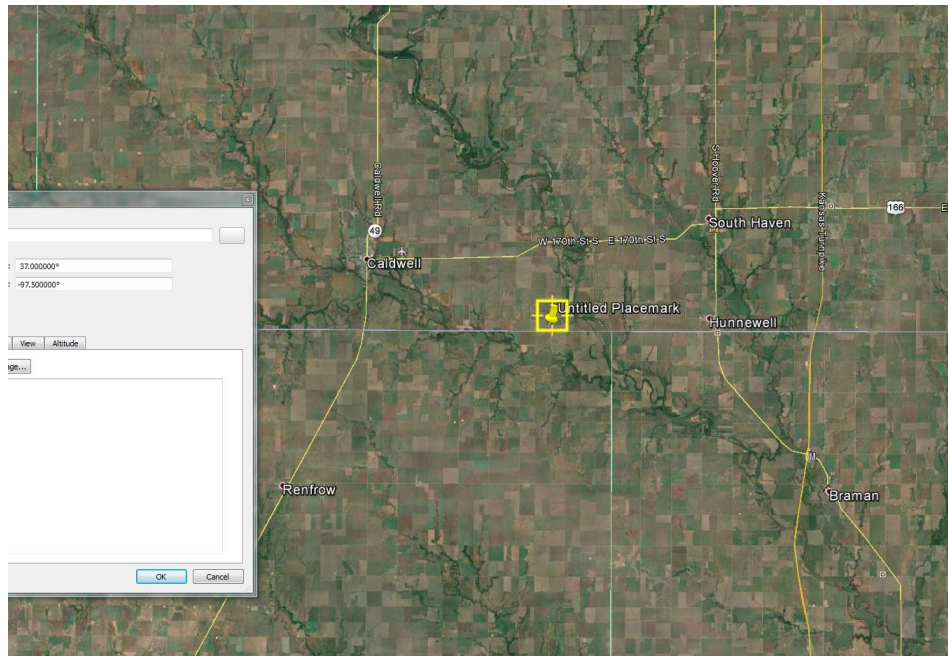 Caldwell Rd
49
S Hoover Rd
Kansas Turnpike
166
E
South Haven
W 170th St S
E 170th St S
Caldwell
37.000000°
-97.500000°
Untitled Placemark
Hunnewell
View
Altitude
ge...
Renfrow
Braman
OK
Cancel